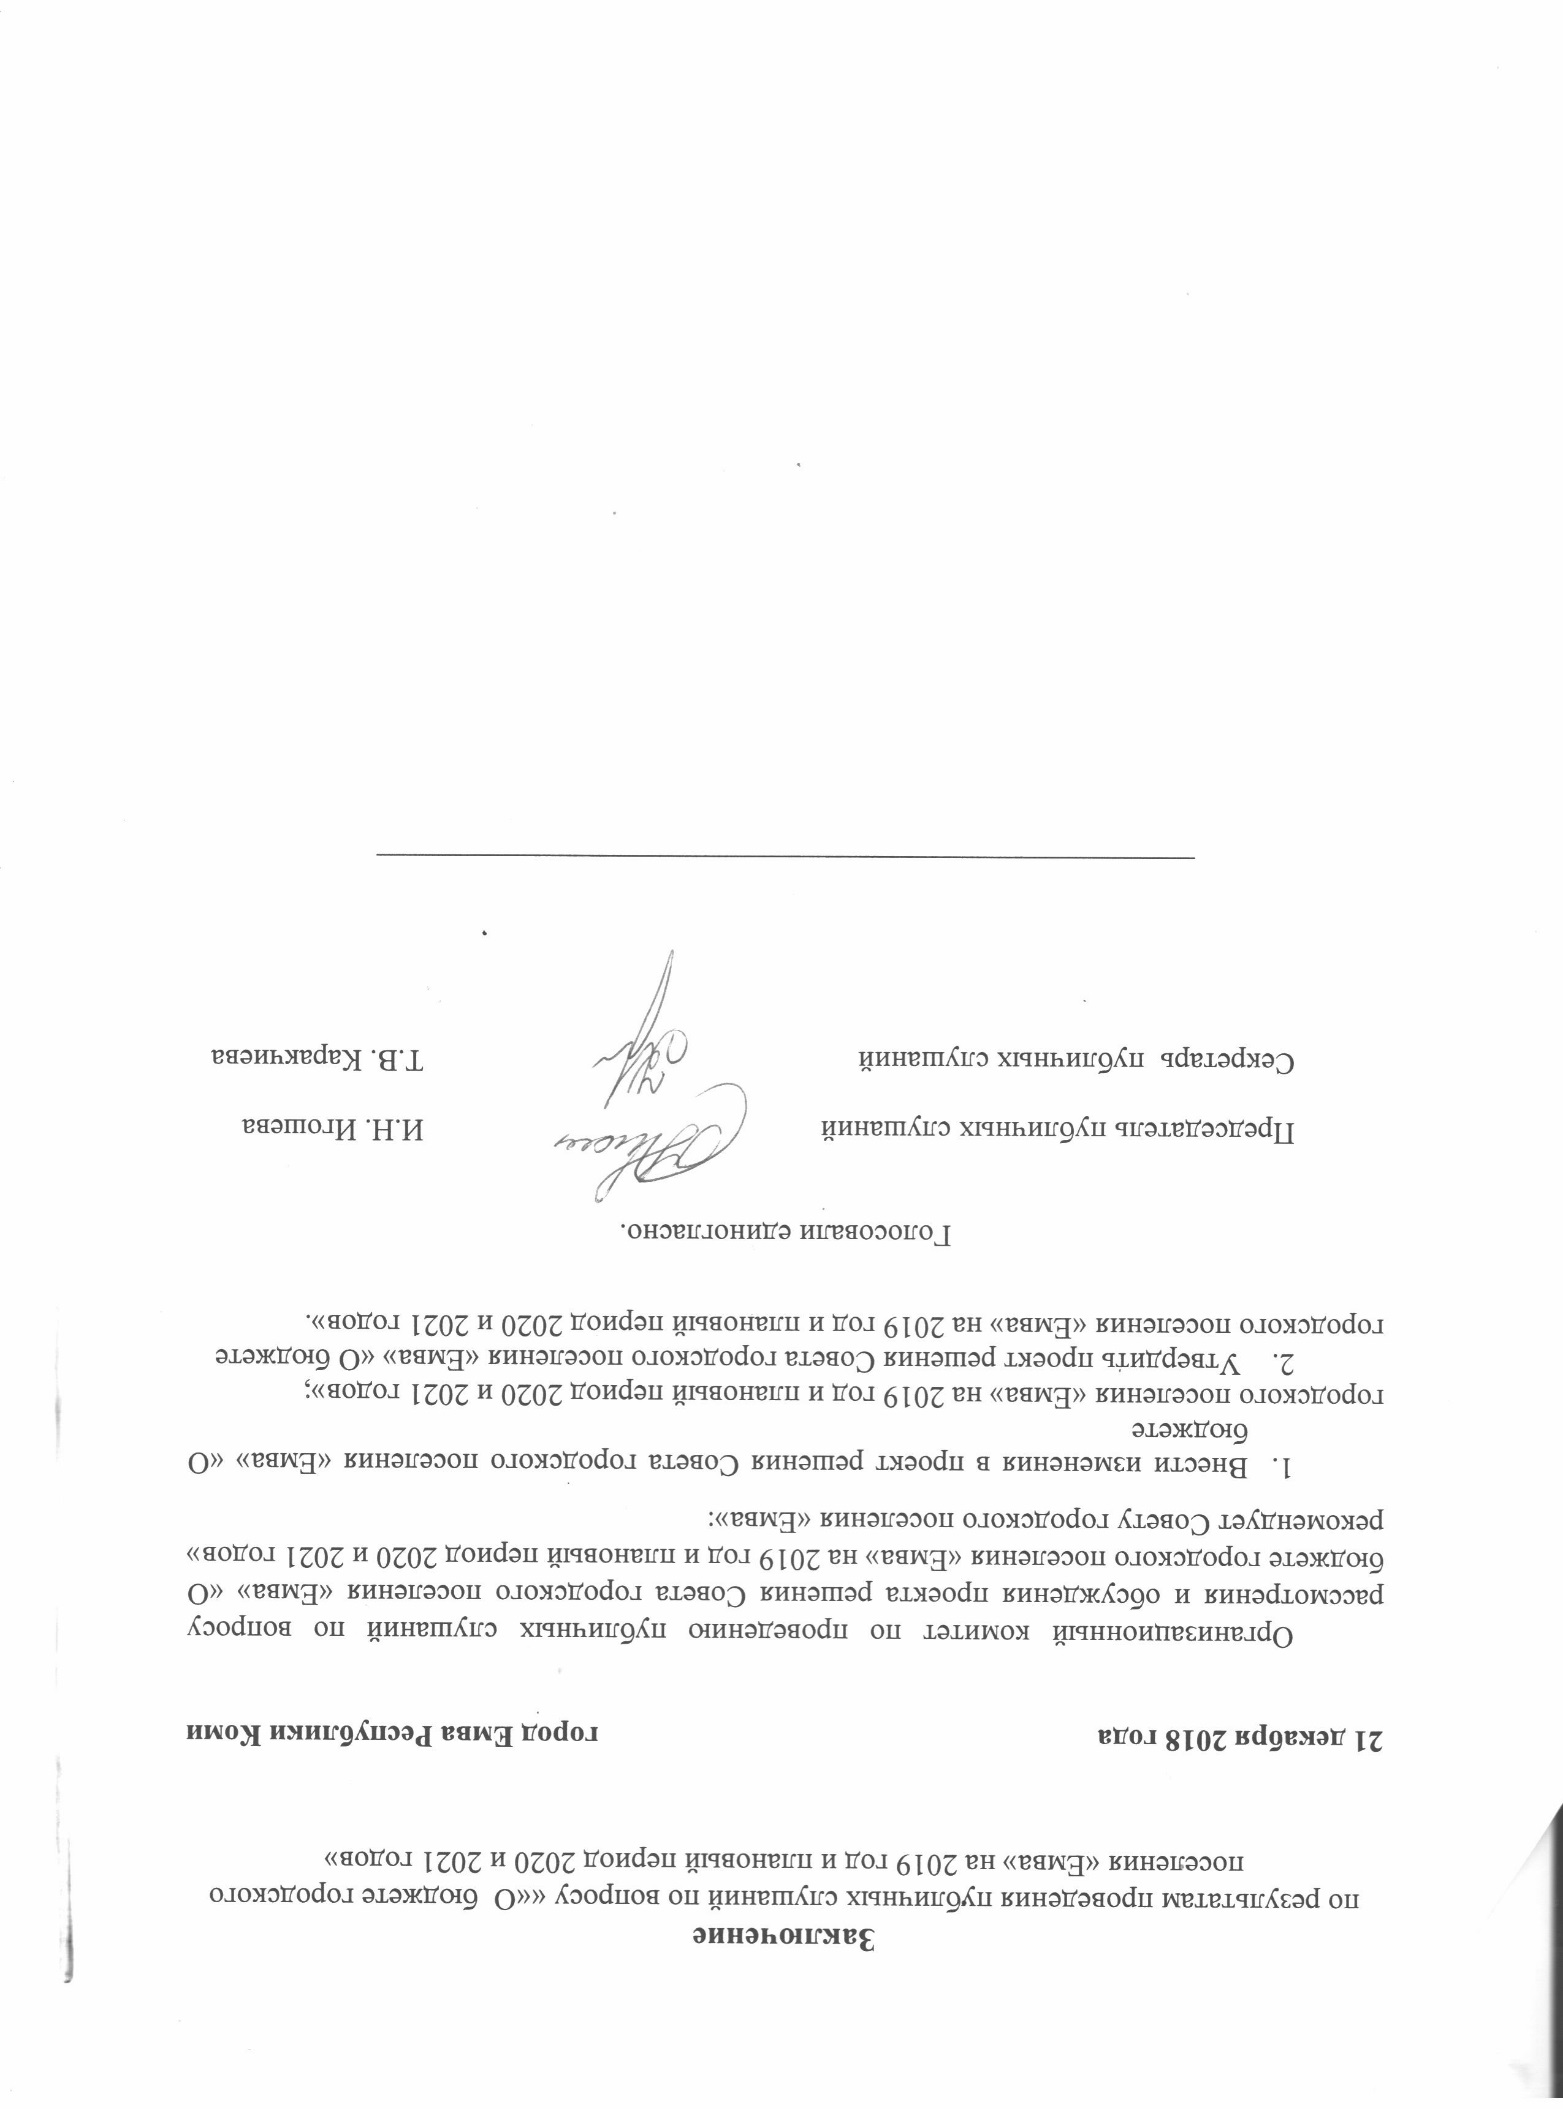 Заключение
по результатам проведения публичных слушаний по вопросу ««О бюджете городского
поселения «Емва» на 2019 год и плановый период 2020 и 2021 годов»
21 декабря 2018 года город Емва Республики Коми
Организационный комитет по проведению публичных слушаний по вопросу
рассмотрения и обсуждения проекта решения Совета городского поселения «Емва» «О
бюджете городского поселения «Емва» на 2019 год и плановый период 2020 и 2021 годов»
рекомендует Совету городского поселения «Емва»:
1. Внести изменения в проект решения Совета городского поселения «Емва» «О
бюджете
городского поселения «Емва» на 2019 год и плановый период 2020 и 2021 годов»;
2. Утвердить проект решения Совета городского поселения «Емва» «О бюджете
городского поселения «Емва» на 2019 год и плановый период 2020 и 2021 годов».
Голосовали единогласно.
Председатель публичных слушаний И.Н. Игошева
Секретарь публичных слушаний Т.В. Каракчиева